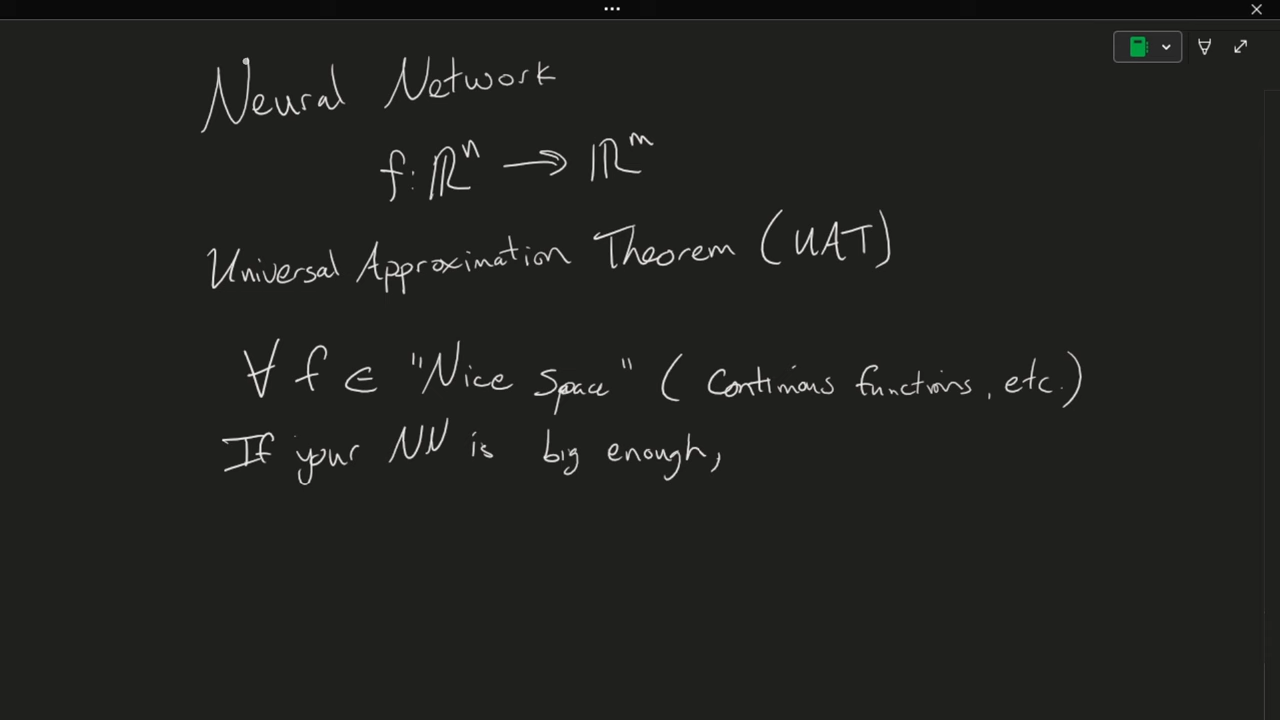 Neural Network
f: ℝⁿ → ℝᵐ
Universal Approximation Theorem (UAT)
∀ f ∈ "Nice Space" (Continuous functions, etc.)
If your NN is big enough,